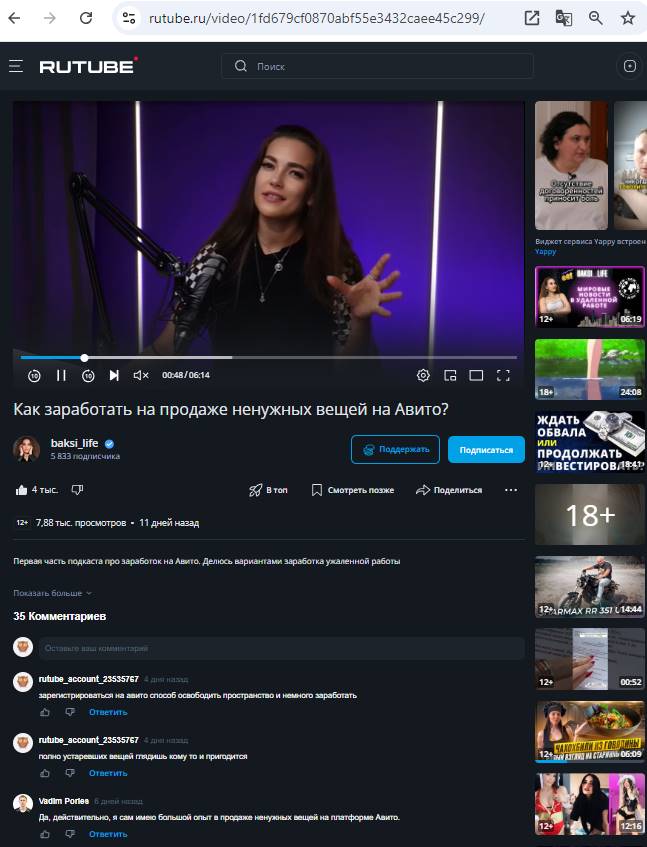 rutube.ru/video/1fd679cf0870abf55e3432caee45c299/
RUTUBE
Поиск
00:48 / 06:14
Как заработать на продаже ненужных вещей на Авито?
baksi_life
5 833 подписчика
Поддержать
Подписаться
4 тыс.
В топ
Смотреть позже
Поделиться
12+ 7,88 тыс. просмотров • 11 дней назад
Первая часть подкаста про заработок на Авито. Делюсь вариантами заработка ужаленной работы
Показать больше
35 Комментариев
Оставьте ваш комментарий
rutube_account_23535767 4 дня назад
зарегистрироваться на авито способ освободить пространство и немного заработать
Ответить
rutube_account_23535767 4 дня назад
полно устаревших вещей глядишь кому то и пригодится
Ответить
Vadim Pories 6 дней назад
Да, действительно, я сам имею большой опыт в продаже ненужных вещей на платформе Авито.
Ответить
Отсутствие
договоренностей
приносит боль
Виджет сервиса Yappy встроен
Yappy
BAKSI_LIFE
МИРОВЫЕ
НОВОСТИ
В УДАЛЕННОЙ
РАБОТЕ
12+ 06:19
18+ 24:08
ЖДАТЬ
ОБВАЛА
ИЛИ
ПРОДОЛЖАТЬ
12+ 18:41
18+
12+ 14:44
12+ 00:52
ЧАХОХБИЛИ ИЗ ГОВЯДИНЫ
12+ 06:09
12+ 12:16